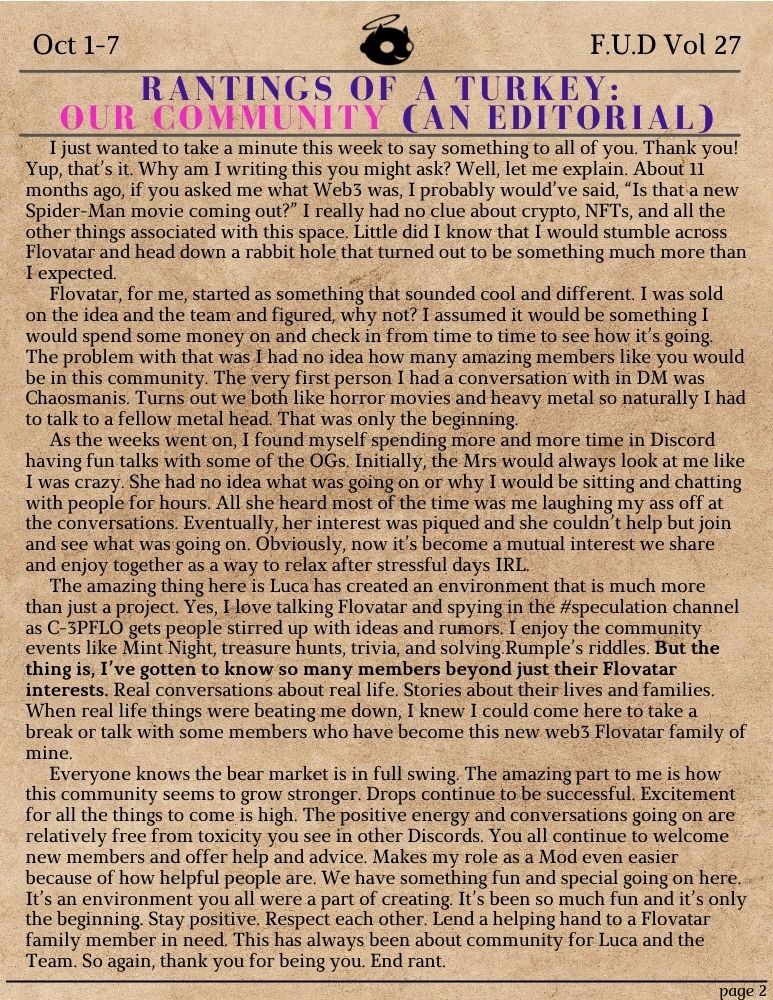 Oct 1-7
F.U.D Vol 27
RANTINGS OF A TURKEY:
OUR COMMUNITY (AN EDITORIAL)
I just wanted to take a minute this week to say something to all of you. Thank you!
Yup, that's it. Why am I writing this you might ask? Well, let me explain. About 11
months ago, if you asked me what Web3 was, I probably would've said, “Is that a new
Spider-Man movie coming out?” I really had no clue about crypto, NFTs, and all the
other things associated with this space. Little did I know that I would stumble across
Flovatar and head down a rabbit hole that turned out to be something much more than
I expected.
Flovatar, for me, started as something that sounded cool and different. I was sold
on the idea and the team and figured, why not? I assumed it would be something I
would spend some money on and check in from time to time to see how it's going.
The problem with that was I had no idea how many amazing members like you would
be in this community. The very first person I had a conversation with in DM was
Chaosmanis. Turns out we both like horror movies and heavy metal so naturally I had
to talk to a fellow metal head. That was only the beginning.
As the weeks went on, I found myself spending more and more time in Discord
having fun talks with some of the OGs. Initially, the Mrs would always look at me like
I was crazy. She had no idea what was going on or why I would be sitting and chatting
with people for hours. All she heard most of the time was me laughing my ass off at
the conversations. Eventually, her interest was piqued and she couldn't help but join
and see what was going on. Obviously, now it's become a mutual interest we share
and enjoy together as a way to relax after stressful days IRL.
The amazing thing here is Luca has created an environment that is much more
than just a project. Yes, I love talking Flovatar and spying in the #speculation channel
as C-3PFLO gets people stirred up with ideas and rumors. I enjoy the community
events like Mint Night, treasure hunts, trivia, and solving.Rumple's riddles. But the
thing is, I've gotten to know so many members beyond just their Flovatar
interests. Real conversations about real life. Stories about their lives and families.
When real life things were beating me down, I knew I could come here to take a
break or talk with some members who have become this new web3 Flovatar family of
mine.
Everyone knows the bear market is in full swing. The amazing part to me is how
this community seems to grow stronger. Drops continue to be successful. Excitement
for all the things to come is high. The positive energy and conversations going on are
relatively free from toxicity you see in other Discords. You all continue to welcome
new members and offer help and advice. Makes my role as a Mod even easier
because of how helpful people are. We have something fun and special going on here.
It's an environment you all were a part of creating. It's been so much fun and it's only
the beginning. Stay positive. Respect each other. Lend a helping hand to a Flovatar
family member in need. This has always been about community for Luca and the
Team. So again, thank you for being you. End rant.
page 2